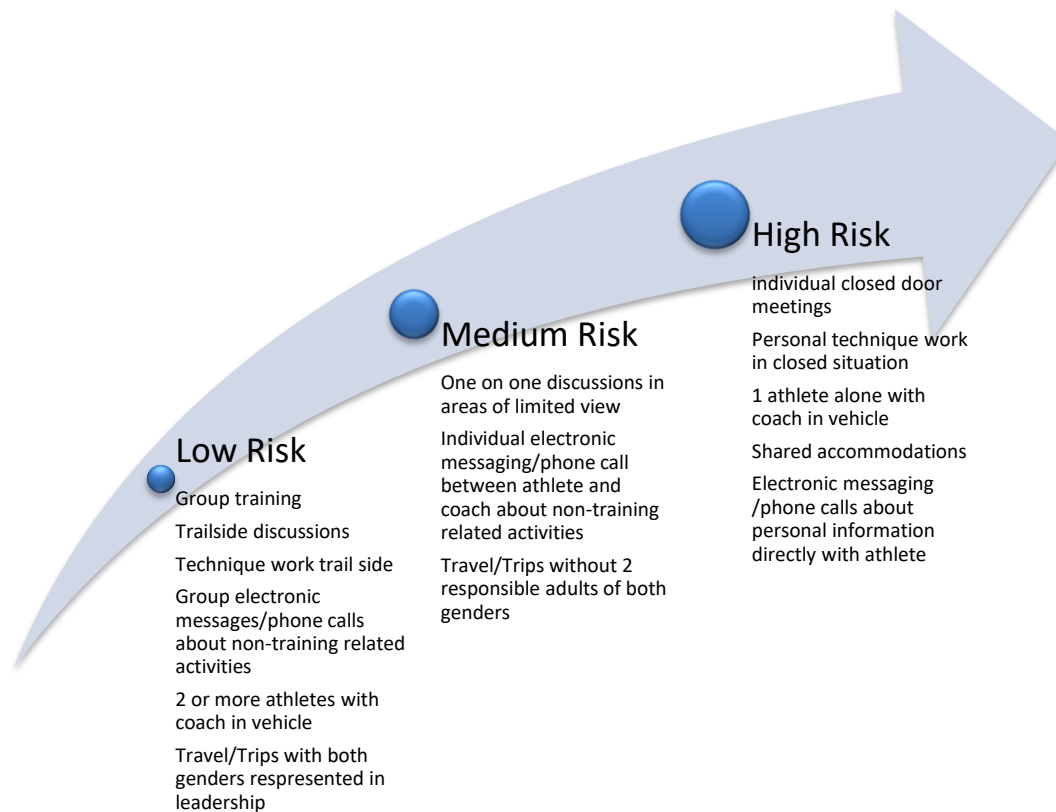 Low Risk
Group training
Trailside discussions
Technique work trail side
Group electronic
messages/phone calls
about non-training related
activities
2 or more athletes with
coach in vehicle
Travel/Trips with both
genders respresented in
leadership
Medium Risk
One on one discussions in
areas of limited view
Individual electronic
messaging/phone call
between athlete and
coach about non-training
related activities
Travel/Trips without 2
responsible adults of both
genders
High Risk
individual closed door
meetings
Personal technique work
in closed situation
1 athlete alone with
coach in vehicle
Shared accommodations
Electronic messaging
/phone calls about
personal information
directly with athlete